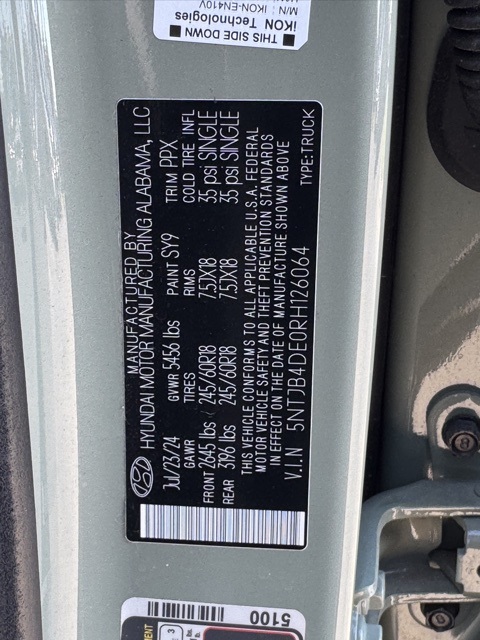 THIS SIDE DOWN
iKON Technologies
M/N : IKON-EN410V
MANUFACTURED BY
HYUNDAI MOTOR MANUFACTURING ALABAMA, LLC
Jul/23/24 GVWR 5456 lbs PAINT SY9 TRIM PPX
GAWR TIRES RIMS COLD TIRE INFL
FRONT 2645 lbs 245/60R18 7.5JX18 35 psi SINGLE
REAR 3196 lbs 245/60R18 7.5JX18 35 psi SINGLE
THIS VEHICLE CONFORMS TO ALL APPLICABLE U.S.A. FEDERAL
MOTOR VEHICLE SAFETY AND THEFT PREVENTION STANDARDS
IN EFFECT ON THE DATE OF MANUFACTURE SHOWN ABOVE
V.I.N 5NTJB4DE0RH126064 TYPE:TRUCK
5100